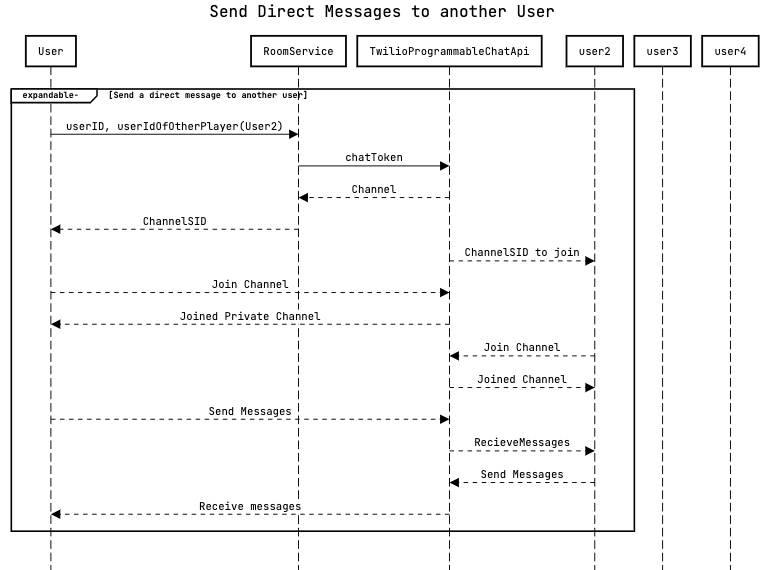 Send Direct Messages to another User
User
RoomService
TwilioProgrammableChatApi
user2
user3
user4
expandable-
[Send a direct message to another user]
userID, userIdOfOtherPlayer(User2)
chatToken
Channel
ChannelSID
ChannelSID to join
Join Channel
Joined Private Channel
Join Channel
Joined Channel
Send Messages
RecieveMessages
Send Messages
Receive messages